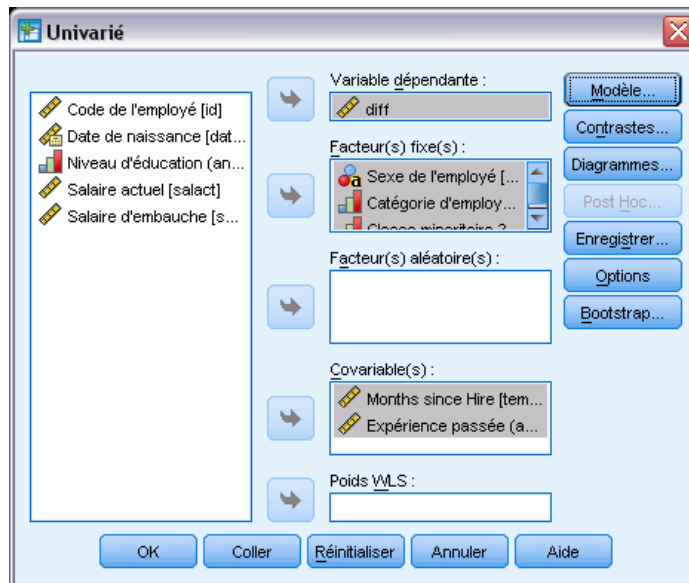 Univarié
Code de l'employé [id]
Date de naissance [dat...
Niveau d'éducation (an...
Salaire actuel [salact]
Salaire d'embauche [s...
Variable dépendante :
diff
Facteur(s) fixe(s) :
Sexe de l'employé [...
Catégorie d'employ...
Classe minoritaire ?
Facteur(s) aléatoire(s) :
Covariable(s) :
Months since Hire [tem...
Expérience passée (a...
Poids WLS :
Modèle...
Contrastes...
Diagrammes...
Post Hoc...
Enregistrer...
Options
Bootstrap...
OK
Coller
Réinitialiser
Annuler
Aide